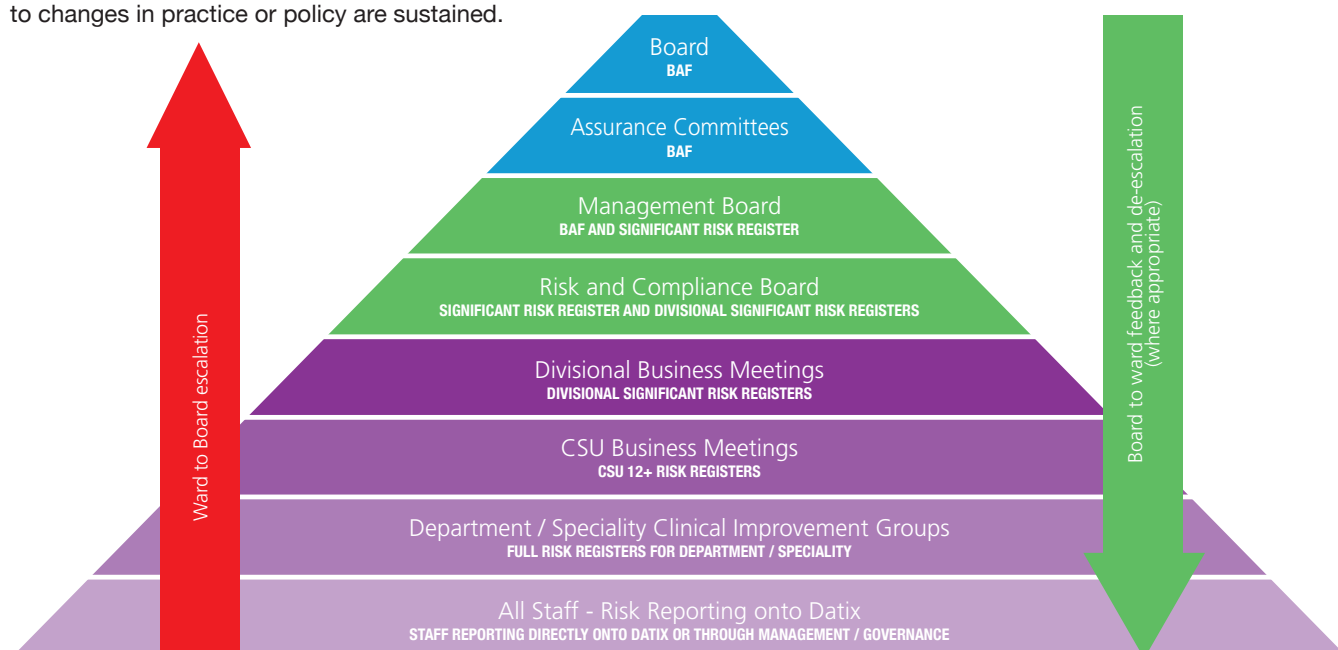 to changes in practice or policy are sustained.
Board
BAF
Assurance Committees
BAF
Management Board
BAF AND SIGNIFICANT RISK REGISTER
Risk and Compliance Board
SIGNIFICANT RISK REGISTER AND DIVISIONAL SIGNIFICANT RISK REGISTERS
Divisional Business Meetings
DIVISIONAL SIGNIFICANT RISK REGISTERS
CSU Business Meetings
CSU 12+ RISK REGISTERS
Department / Speciality Clinical Improvement Groups
FULL RISK REGISTERS FOR DEPARTMENT / SPECIALITY
All Staff - Risk Reporting onto Datix
STAFF REPORTING DIRECTLY ONTO DATIX OR THROUGH MANAGEMENT / GOVERNANCE
Ward to Board escalation
Board to ward feedback and de-escalation
(where appropriate)